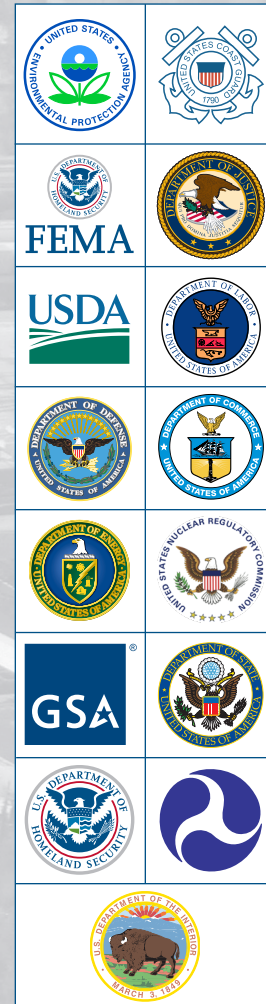 UNITED STATES
ENVIRONMENTAL PROTECTION AGENCY
UNITED STATES COAST GUARD
1790
U.S. DEPARTMENT OF
HOMELAND SECURITY
FEMA
DEPARTMENT OF JUSTICE
USDA
DEPARTMENT OF LABOR
UNITED STATES OF AMERICA
DEPARTMENT OF DEFENSE
UNITED STATES OF AMERICA
DEPARTMENT OF COMMERCE
UNITED STATES OF AMERICA
DEPARTMENT OF ENERGY
UNITED STATES OF AMERICA
UNITED STATES NUCLEAR REGULATORY COMMISSION
GSA
®
DEPARTMENT OF STATE
UNITED STATES OF AMERICA
U.S. DEPARTMENT OF
HOMELAND SECURITY
U.S. DEPARTMENT OF THE INTERIOR
MARCH 3, 1849